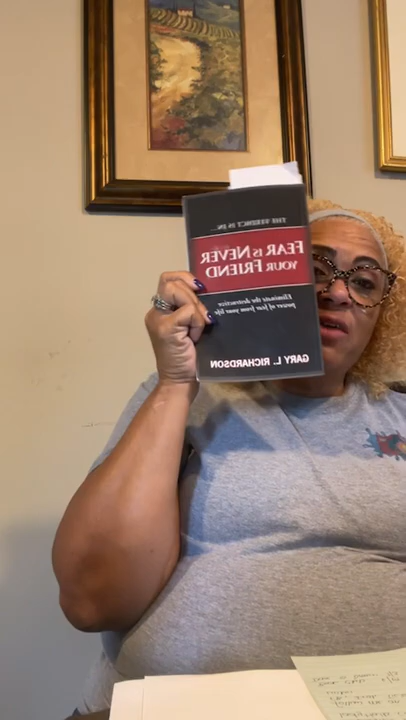 THE VERDICT IS IN...
FEAR IS NEVER
YOUR FRIEND
Eliminate the destructive
power of fear from your life
GARY L. RICHARDSON